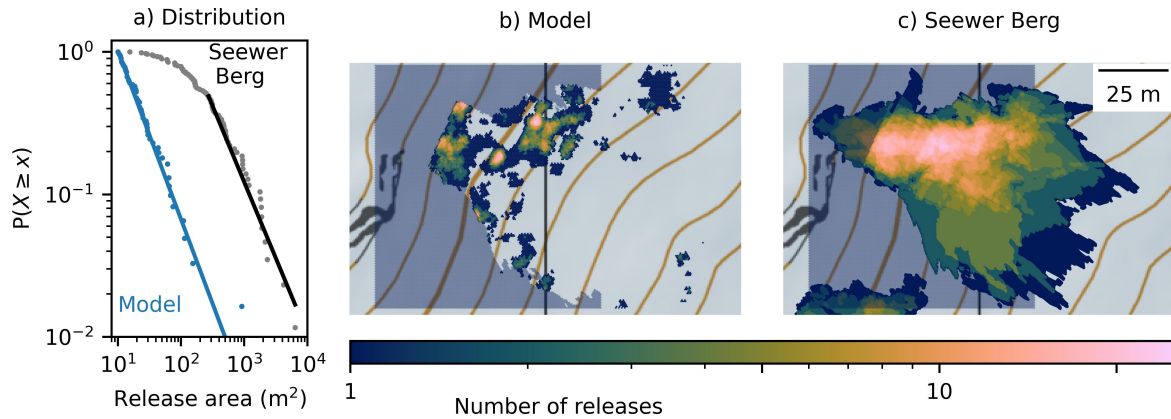 a) Distribution
b) Model
c) Seewer Berg
P(X ≥ x)
10⁰
10⁻¹
10⁻²
Seewer
Berg
Model
10¹ 10² 10³ 10⁴
Release area (m²)
25 m
1 10
Number of releases